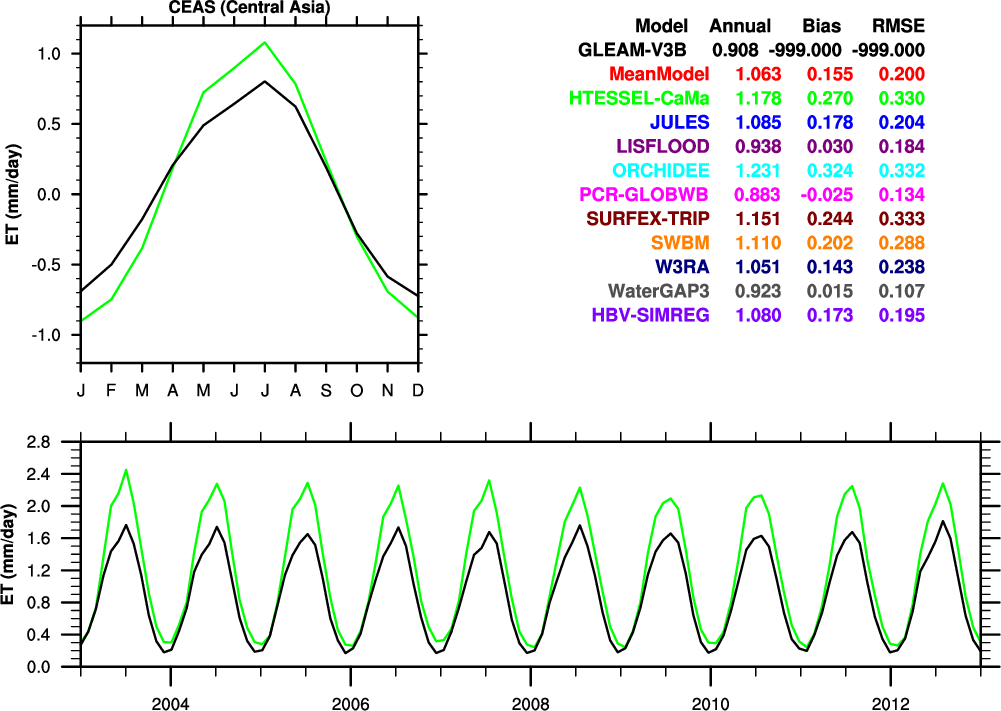 CEAS (Central Asia)
1.0
0.5
0.0
-0.5
-1.0
ET (mm/day)
J F M A M J J A S O N D
Model Annual Bias RMSE
GLEAM-V3B 0.908 -999.000 -999.000
MeanModel 1.063 0.155 0.200
HTESSEL-CaMa 1.178 0.270 0.330
JULES 1.085 0.178 0.204
LISFLOOD 0.938 0.030 0.184
ORCHIDEE 1.231 0.324 0.332
PCR-GLOBWB 0.883 -0.025 0.134
SURFEX-TRIP 1.151 0.244 0.333
SWBM 1.110 0.202 0.288
W3RA 1.051 0.143 0.238
WaterGAP3 0.923 0.015 0.107
HBV-SIMREG 1.080 0.173 0.195
2.8
2.4
2.0
1.6
1.2
0.8
0.4
0.0
ET (mm/day)
2004 2006 2008 2010 2012